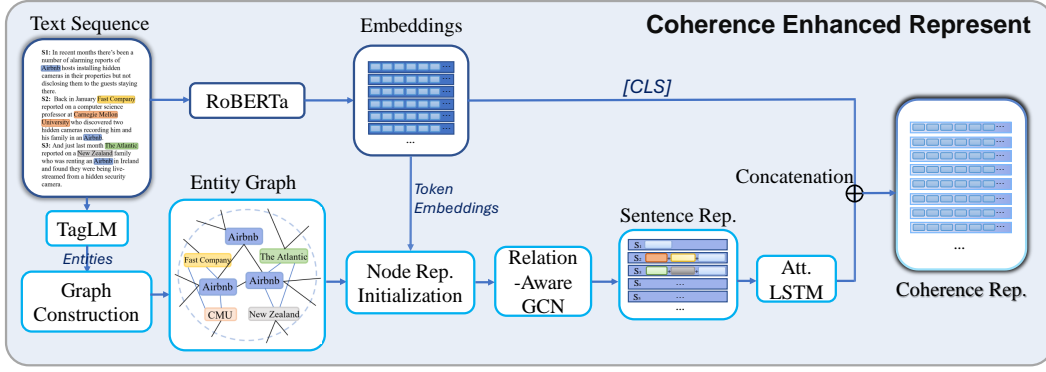 Text Sequence
Embeddings
Coherence Enhanced Represent
S1: In recent months there's been a
number of alarming reports of
Airbnb hosts installing hidden
cameras in their properties but not
disclosing them to the guests staying
there.
S2: Back in January Fast Company
reported on a computer science
professor at Carnegie Mellon
University who discovered two
hidden cameras recording him and
his family in an Airbnb.
S3: And just last month The Atlantic
reported on a New Zealand family
who was renting an Airbnb in Ireland
and found they were being live-
streamed from a hidden security
camera.
RoBERTa
...
[CLS]
Token
Embeddings
Concatenation
...
Coherence Rep.
TagLM
Entities
Graph
Construction
Entity Graph
Airbnb
Fast Company
The Atlantic
Airbnb
Airbnb
CMU
New Zealand
Node Rep.
Initialization
Relation
-Aware
GCN
Sentence Rep.
S₁
S₂
S₃
S₄ ... ...
S₅ ... ...
...
Att.
LSTM